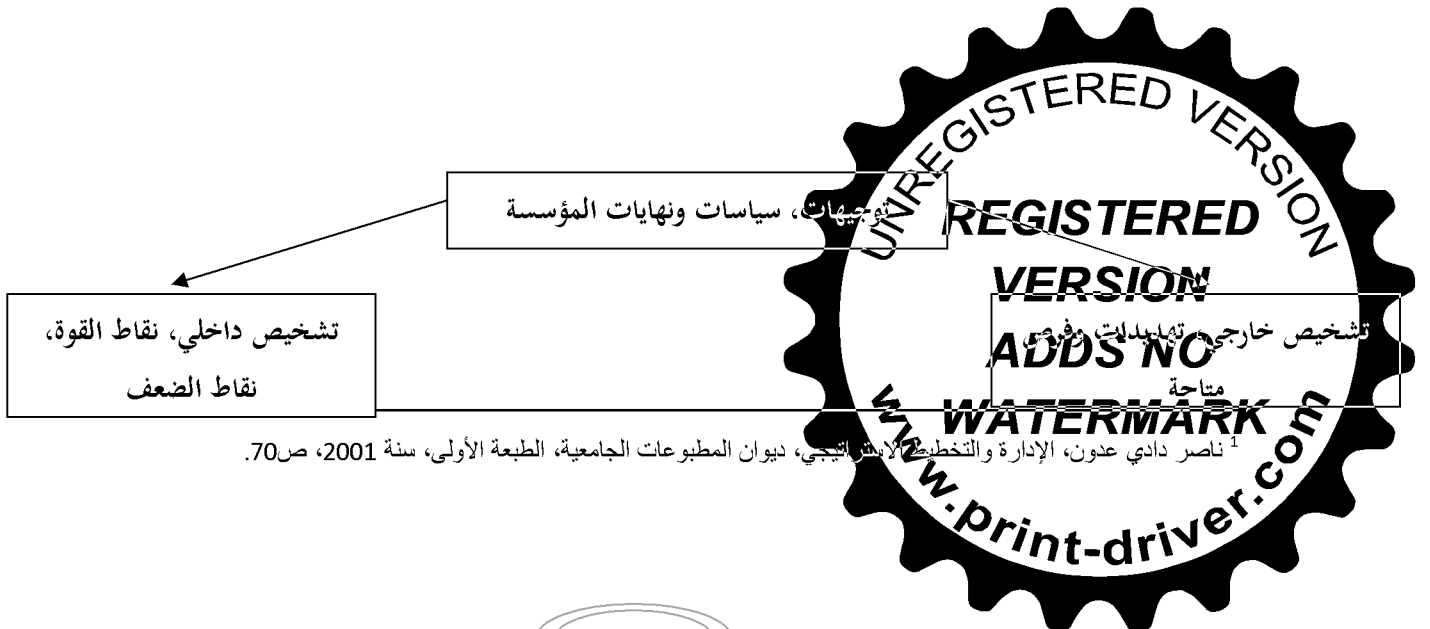 UNREGISTERED VERSION
توجيهات، سياسات ونهايات المؤسسة
REGISTERED
VERSION
ADDS NO
WATERMARK
www.print-driver.com
تشخيص خارجي، تهديدات وفرص
متاحة
تشخيص داخلي، نقاط القوة،
نقاط الضعف
1 ناصر دادي عدون، الإدارة والتخطيط الاستراتيجي، ديوان المطبوعات الجامعية، الطبعة الأولى، سنة 2001، ص70.